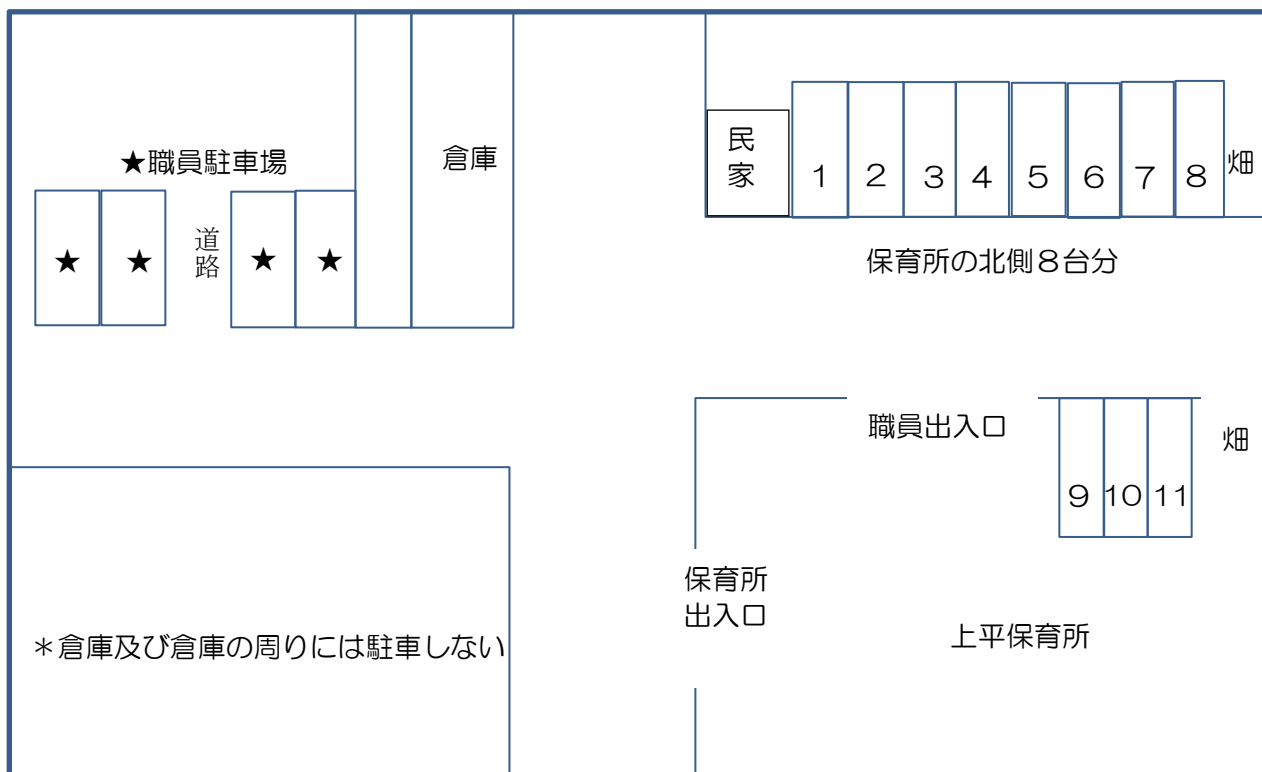 ★職員駐車場
倉庫
★
★
道
路
★
★
民
家
1
2
3
4
5
6
7
8
畑
保育所の北側8台分
職員出入口
畑
9
10
11
保育所
出入口
上平保育所
＊倉庫及び倉庫の周りには駐車しない